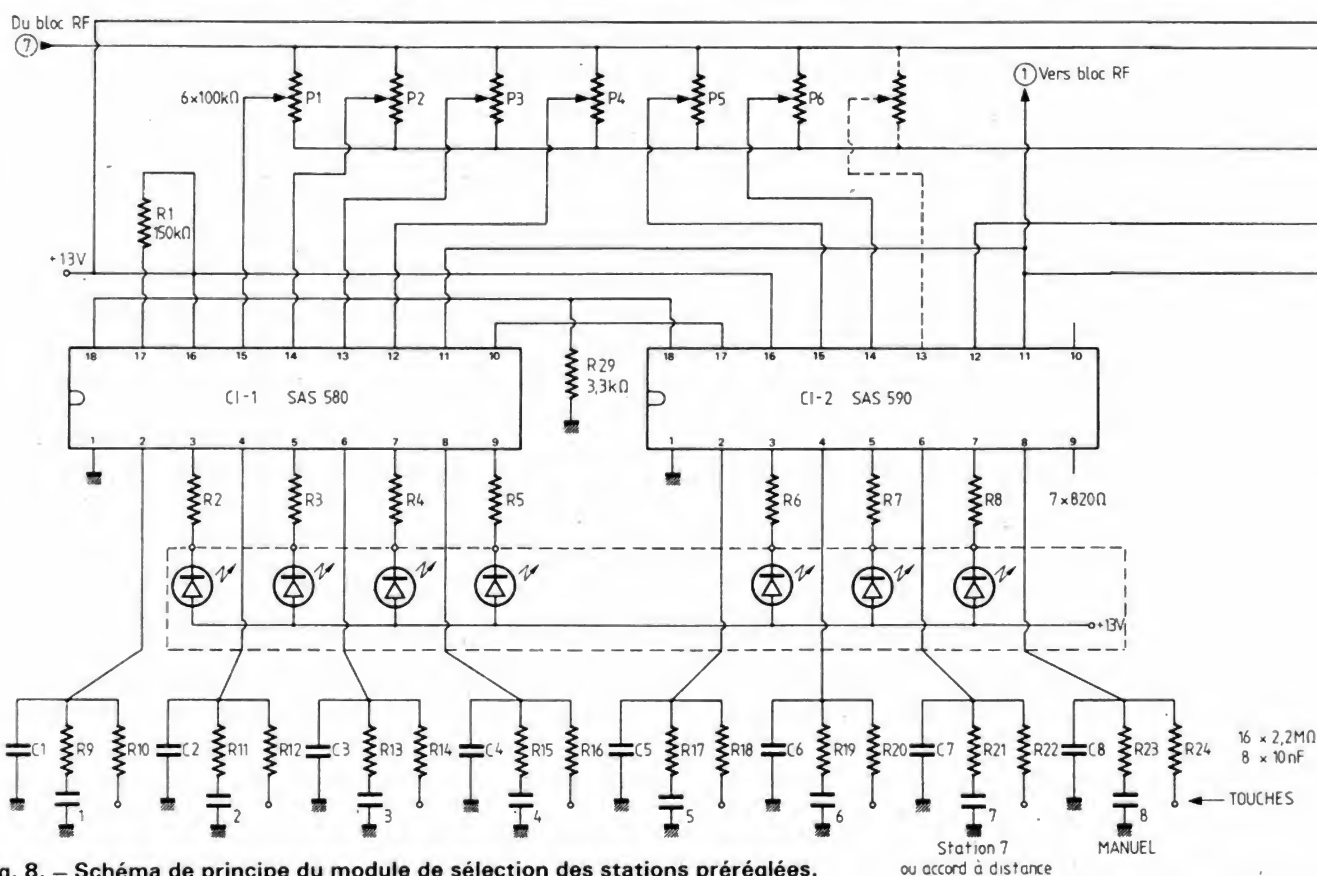 Du bloc RF
7
1 Vers bloc RF
6×100kΩ
P1
P2
P3
P4
P5
P6
R1
150kΩ
+13V
18 17 16 15 14 13 12 11 10
18 17 16 15 14 13 12 11 10
R29
3,3kΩ
CI-1 SAS 580
CI-2 SAS 590
1 2 3 4 5 6 7 8 9
1 2 3 4 5 6 7 8 9
R2
R3
R4
R5
R6
R7
R8
7×820Ω
+13V
C1 R9 R10 C2 R11 R12 C3 R13 R14 C4 R15 R16 C5 R17 R18 C6 R19 R20 C7 R21 R22 C8 R23 R24
16 × 2,2MΩ
8 × 10nF
TOUCHES
1 2 3 4 5 6 7 8
Station 7
ou accord à distance
MANUEL
g. 8. – Schéma de principe du module de sélection des stations préréglées.